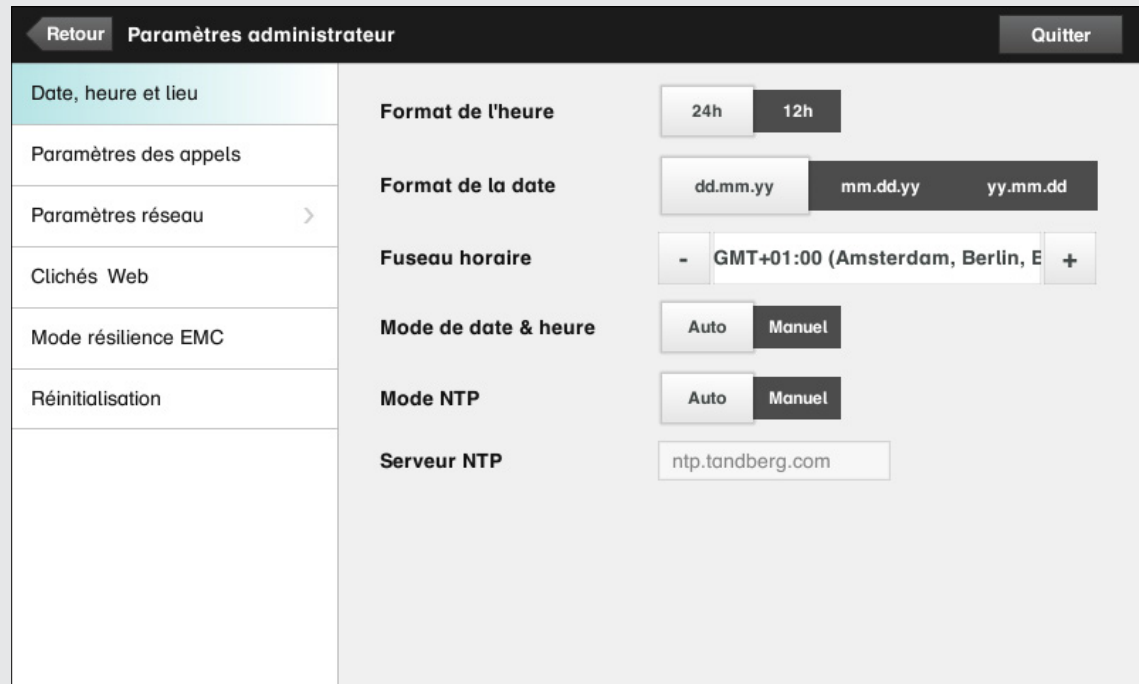 Retour Paramètres administrateur Quitter
Date, heure et lieu
Paramètres des appels
Paramètres réseau
Clichés Web
Mode résilience EMC
Réinitialisation
Format de l'heure 24h 12h
Format de la date dd.mm.yy mm.dd.yy yy.mm.dd
Fuseau horaire - GMT+01:00 (Amsterdam, Berlin, +
Mode de date & heure Auto Manuel
Mode NTP Auto Manuel
Serveur NTP ntp.tandberg.com